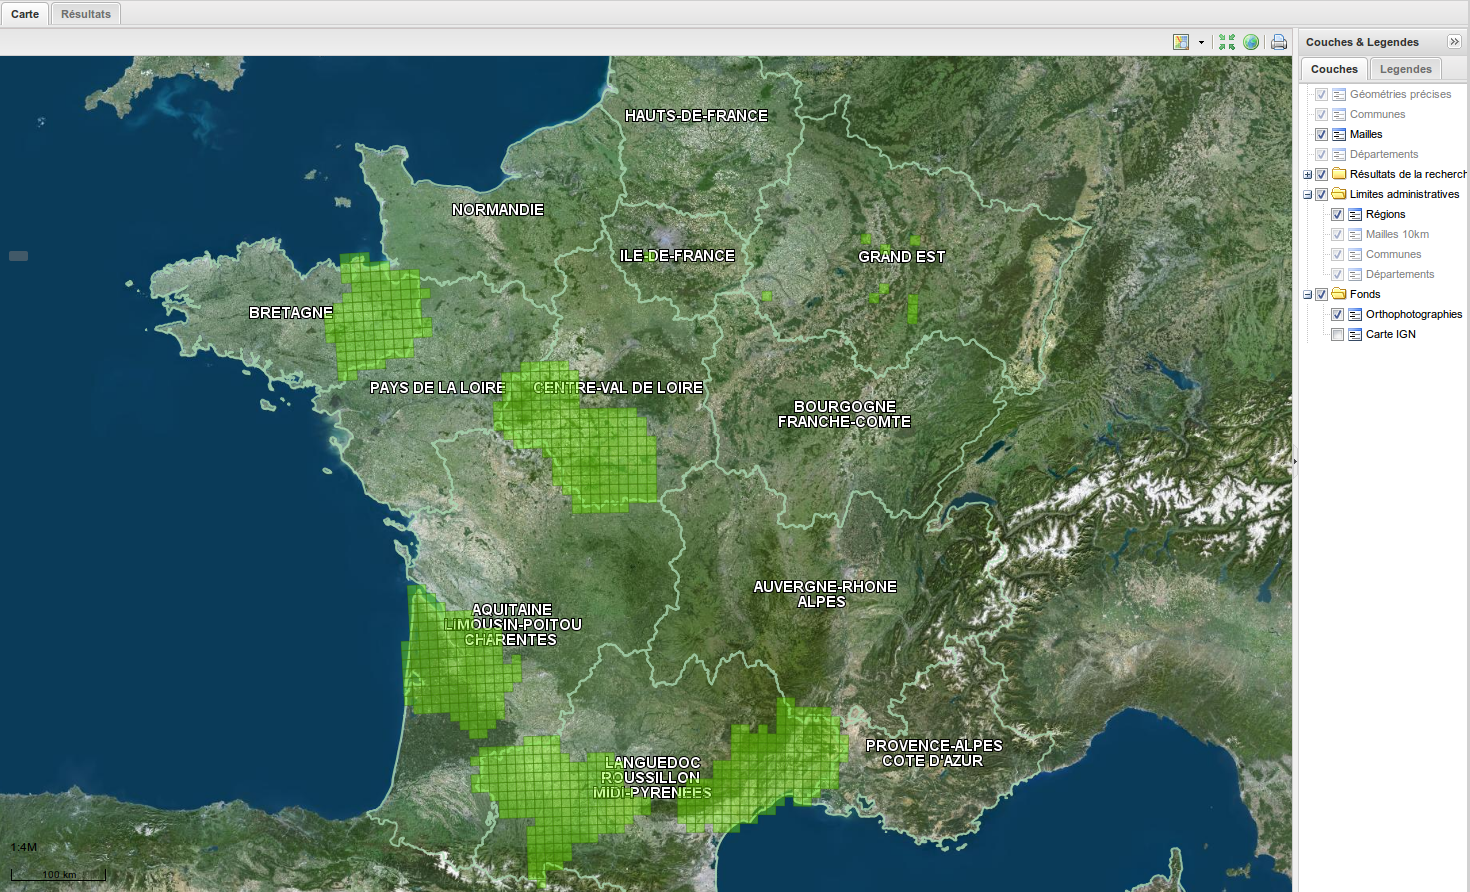 Carte
Résultats
Couches & Legendes
Couches
Legendes
Géométries précises
Communes
Mailles
Départements
Résultats de la recherch
Limites administratives
Régions
Mailles 10km
Communes
Départements
Fonds
Orthophotographies
Carte IGN
HAUTS-DE-FRANCE
NORMANDIE
ILE-DE-FRANCE
GRAND EST
BRETAGNE
PAYS DE LA LOIRE
CENTRE-VAL DE LOIRE
BOURGOGNE
FRANCHE-COMTE
AUVERGNE-RHONE
ALPES
AQUITAINE
LIMOUSIN-POITOU
CHARENTES
PROVENCE-ALPES
COTE D'AZUR
LANGUEDOC
ROUSSILLON
MIDI-PYRENEES
1:4M
100 km